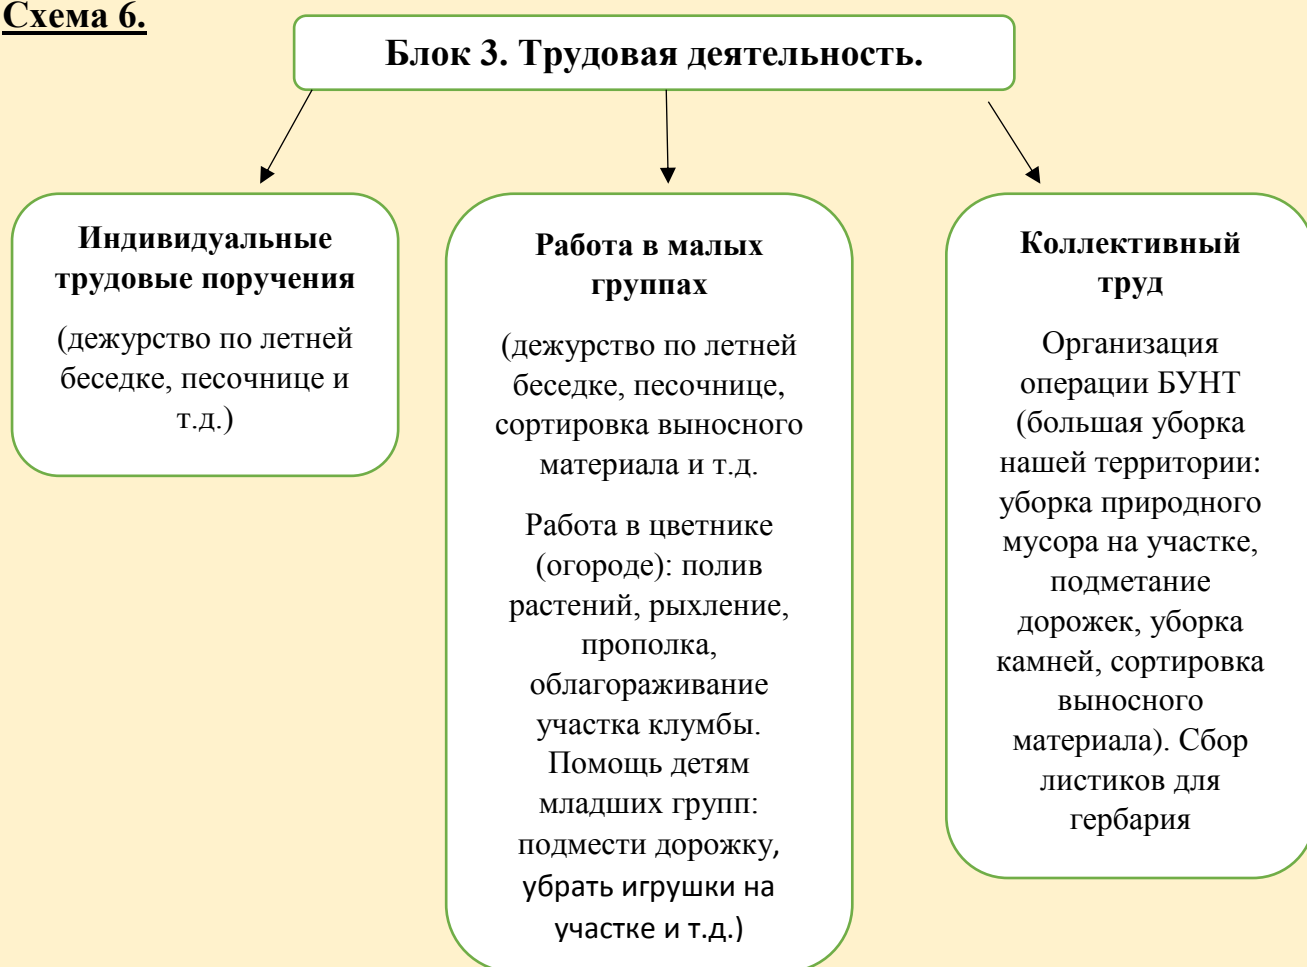 Схема 6.
Блок 3. Трудовая деятельность.
Индивидуальные
трудовые поручения
(дежурство по летней
беседке, песочнице и
т.д.)
Работа в малых
группах
(дежурство по летней
беседке, песочнице,
сортировка выносного
материала и т.д.
Работа в цветнике
(огороде): полив
растений, рыхление,
прополка,
облагораживание
участка клумбы.
Помощь детям
младших групп:
подмести дорожку,
убрать игрушки на
участке и т.д.)
Коллективный
труд
Организация
операции БУНТ
(большая уборка
нашей территории:
уборка природного
мусора на участке,
подметание
дорожек, уборка
камней, сортировка
выносного
материала). Сбор
листиков для
гербария